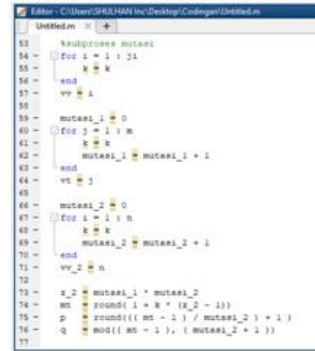 Editor - C:\Users\SHULHAN Inc\Desktop\Codingan\Untitled.m
Untitled.m × +
53 %subproses mutasi
54 - for i = 1 : ji
55 - k = k
56 - end
57 - vv = i
58
59 - mutasi_1 = 0
60 - for j = 1 : m
61 - k = k
62 - mutasi_1 = mutasi_1 + 1
63 - end
64 - vt = j
65
66 - mutasi_2 = 0
67 - for i = 1 : n
68 - k = k
69 - mutasi_2 = mutasi_2 + 1
70 - end
71 - vv_2 = n
72
73 - z_2 = mutasi_1 * mutasi_2
74 - mt = round( 1 + k * (z_2 - 1))
75 - p = round((( mt - 1 ) / mutasi_2 ) + 1 )
76 - q = mod(( mt - 1 ), ( mutasi_2 + 1 ))
77